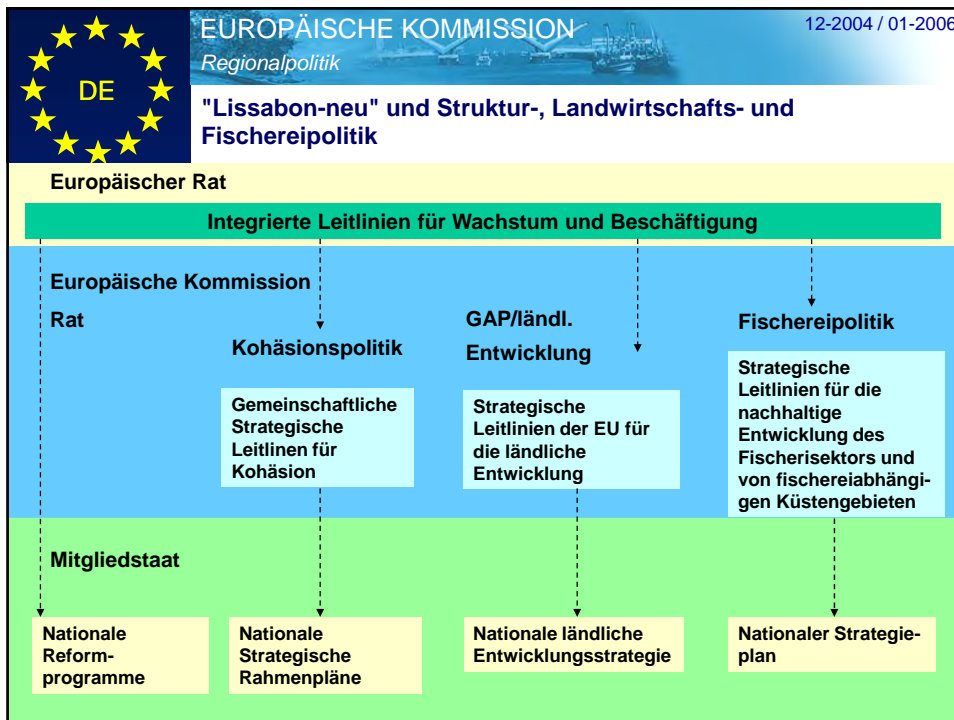 EUROPÄISCHE KOMMISSION
12-2004 / 01-2006
Regionalpolitik
DE
"Lissabon-neu" und Struktur-, Landwirtschafts- und
Fischereipolitik
Europäischer Rat
Integrierte Leitlinien für Wachstum und Beschäftigung
Europäische Kommission
Rat
Kohäsionspolitik
Gemeinschaftliche
Strategische
Leitlinen für
Kohäsion
GAP/ländl.
Entwicklung
Strategische
Leitlinien der EU für
die ländliche
Entwicklung
Fischereipolitik
Strategische
Leitlinien für die
nachhaltige
Entwicklung des
Fischerisektors und
von fischereiabhängi-
gen Küstengebieten
Mitgliedstaat
Nationale
Reform-
programme
Nationale
Strategische
Rahmenpläne
Nationale ländliche
Entwicklungsstrategie
Nationaler Strategie-
plan